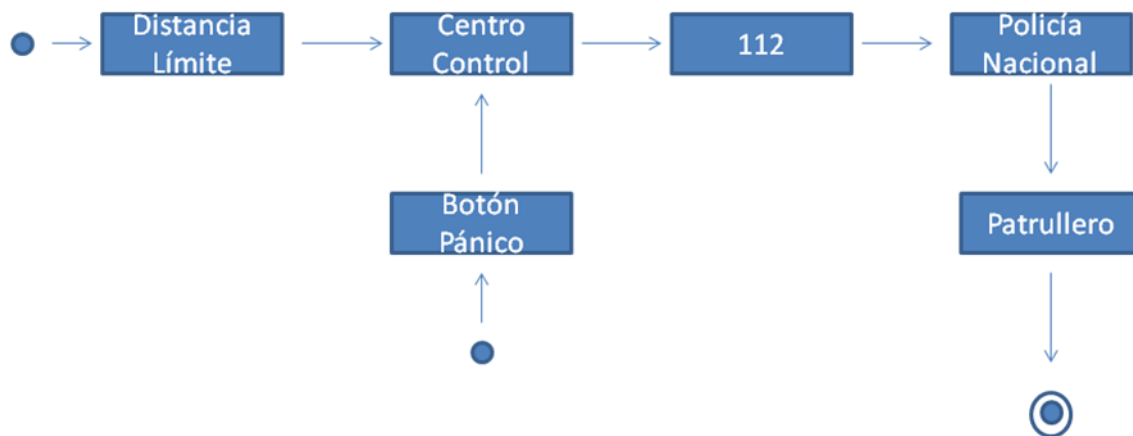 Distancia
Límite
Centro
Control
112
Policía
Nacional
Botón
Pánico
Patrullero